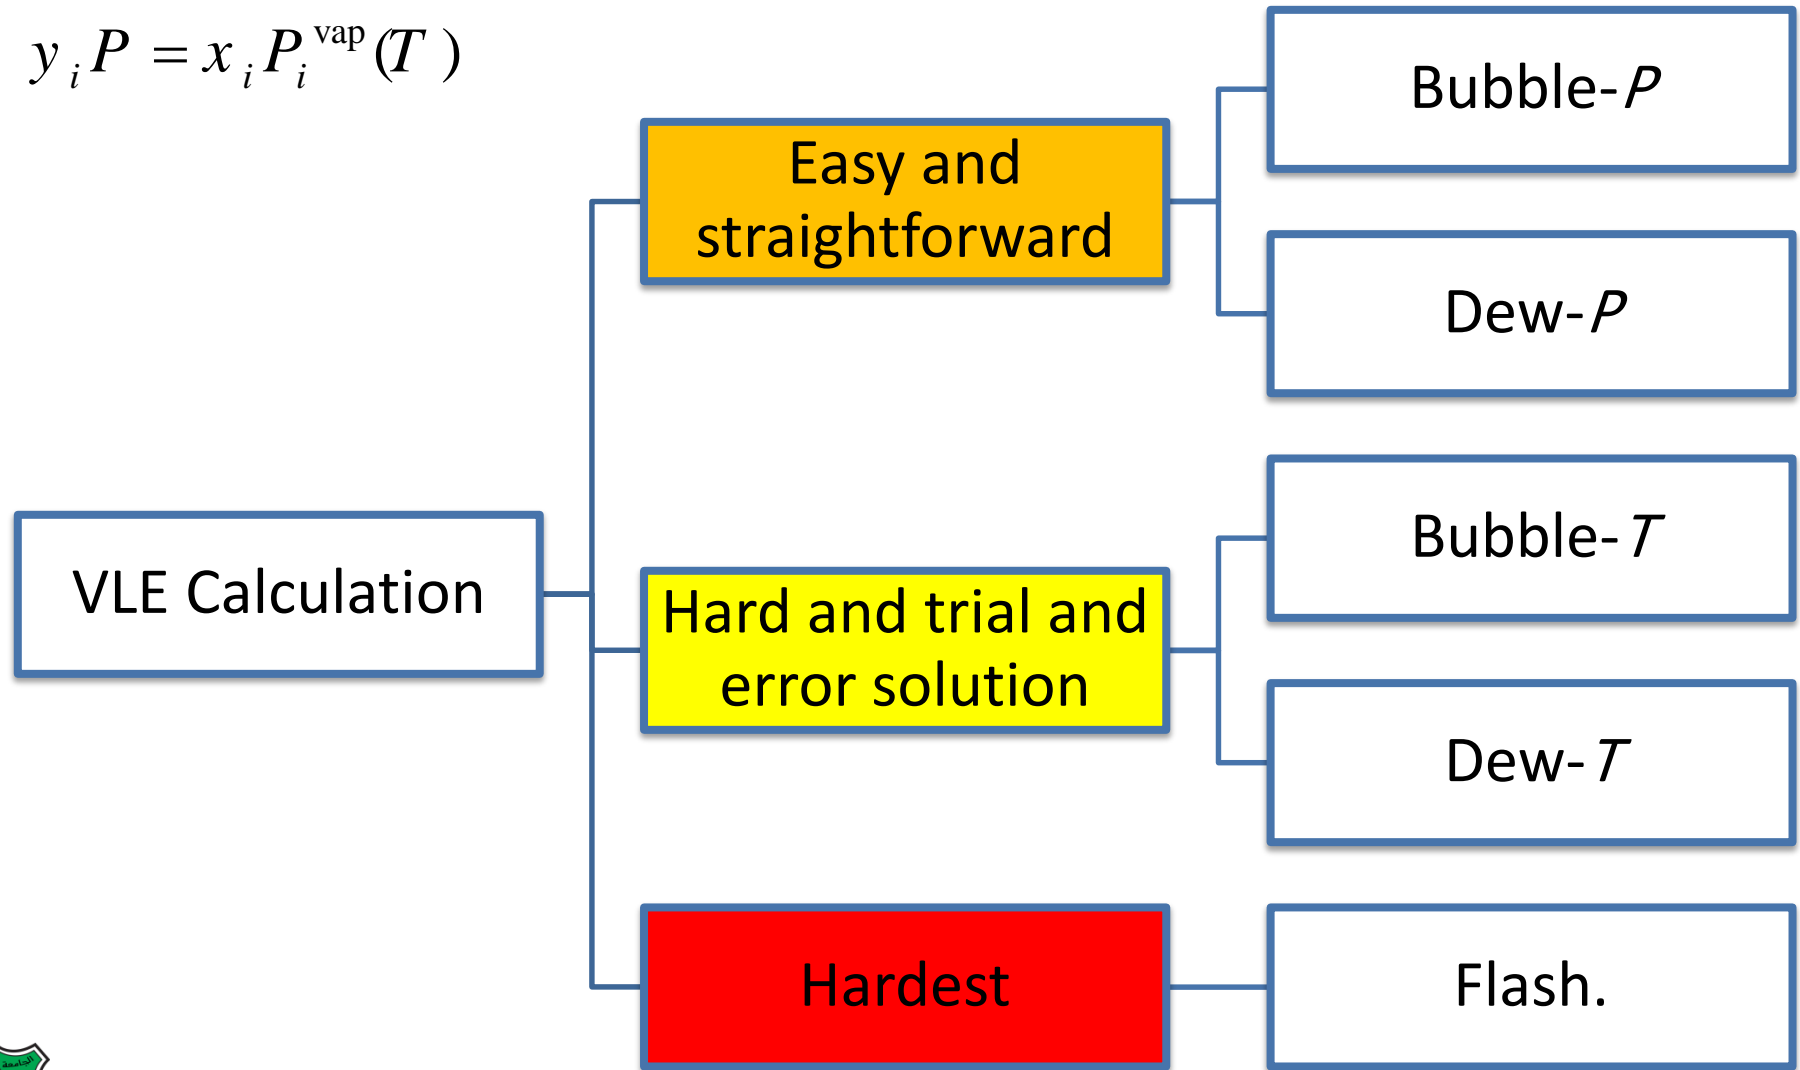 y_i P = x_i P_i^vap (T)
Bubble-P
Easy and
straightforward
Dew-P
Bubble-T
VLE Calculation
Hard and trial and
error solution
Dew-T
Hardest
Flash.
الجامعة